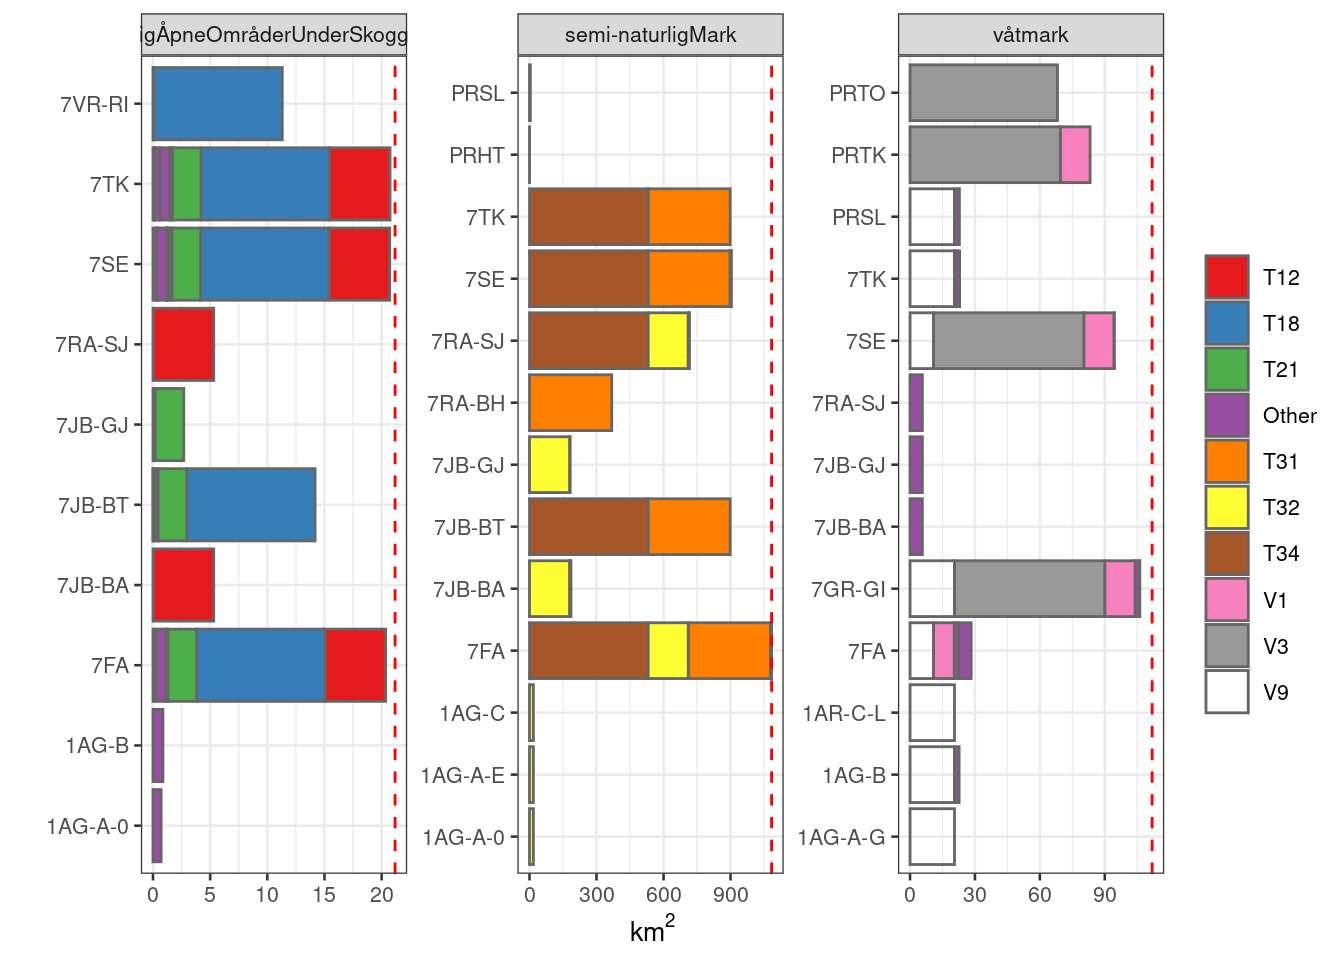 igÅpneOmråderUnderSkogg
semi-naturligMark
våtmark
7VR-RI
7TK
7SE
7RA-SJ
7JB-GJ
7JB-BT
7JB-BA
7FA
1AG-B
1AG-A-0
0 5 10 15 20
PRSL
PRHT
7TK
7SE
7RA-SJ
7RA-BH
7JB-GJ
7JB-BT
7JB-BA
7FA
1AG-C
1AG-A-E
1AG-A-0
0 300 600 900
PRTO
PRTK
PRSL
7TK
7SE
7RA-SJ
7JB-GJ
7JB-BA
7GR-GI
7FA
1AR-C-L
1AG-B
1AG-A-G
0 30 60 90
km²
T12
T18
T21
Other
T31
T32
T34
V1
V3
V9